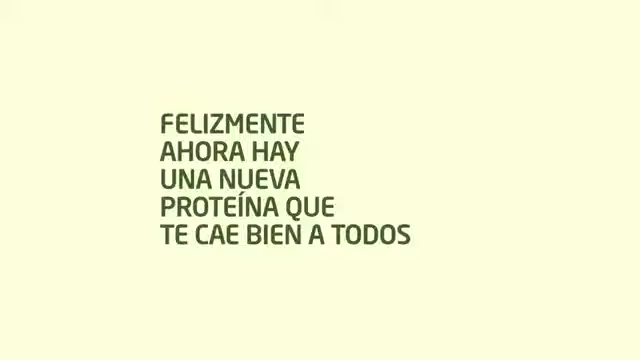 FELIZMENTE
AHORA HAY
UNA NUEVA
PROTEÍNA QUE
TE CAE BIEN A TODOS